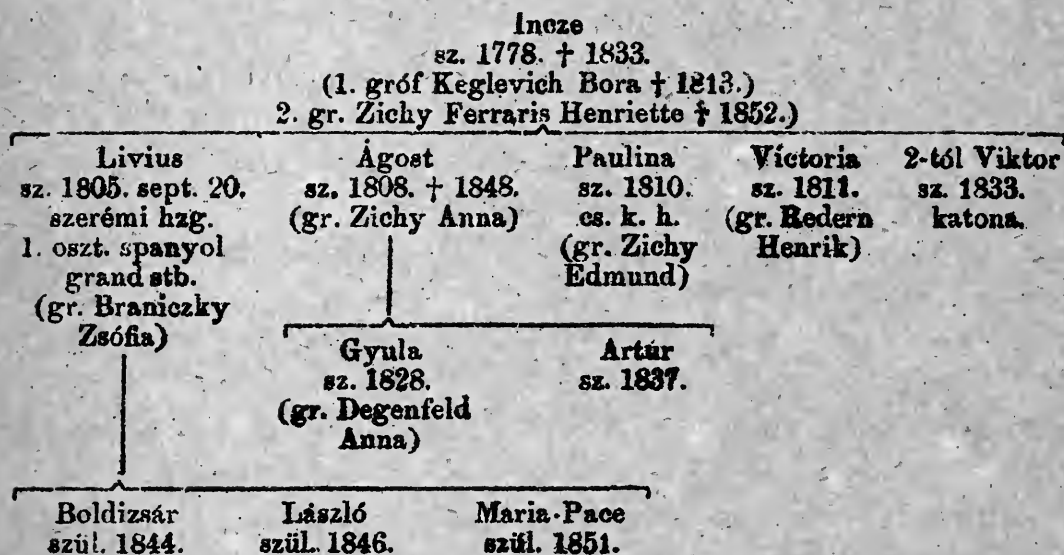 Incze
sz. 1778. † 1833.
(1. gróf Keglevich Bora † 1813.)
2. gr. Zichy Ferraris Henriette † 1852.)
Livius
sz. 1805. sept. 20.
szerémi hzg.
1. oszt. spanyol
grand stb.
(gr. Braniczky
Zsófia)
Ágost
sz. 1808. † 1848.
(gr. Zichy Anna)
Paulina
sz. 1810.
cs. k. h.
(gr. Zichy
Edmund)
Victoria
sz. 1811.
(gr. Redern
Henrik)
2-tól Viktor
sz. 1833.
katona.
Gyula
sz. 1828.
(gr. Degenfeld
Anna)
Artúr
sz. 1837.
Boldizsár
szül. 1844.
László
szül. 1846.
Maria-Pace
szül. 1851.